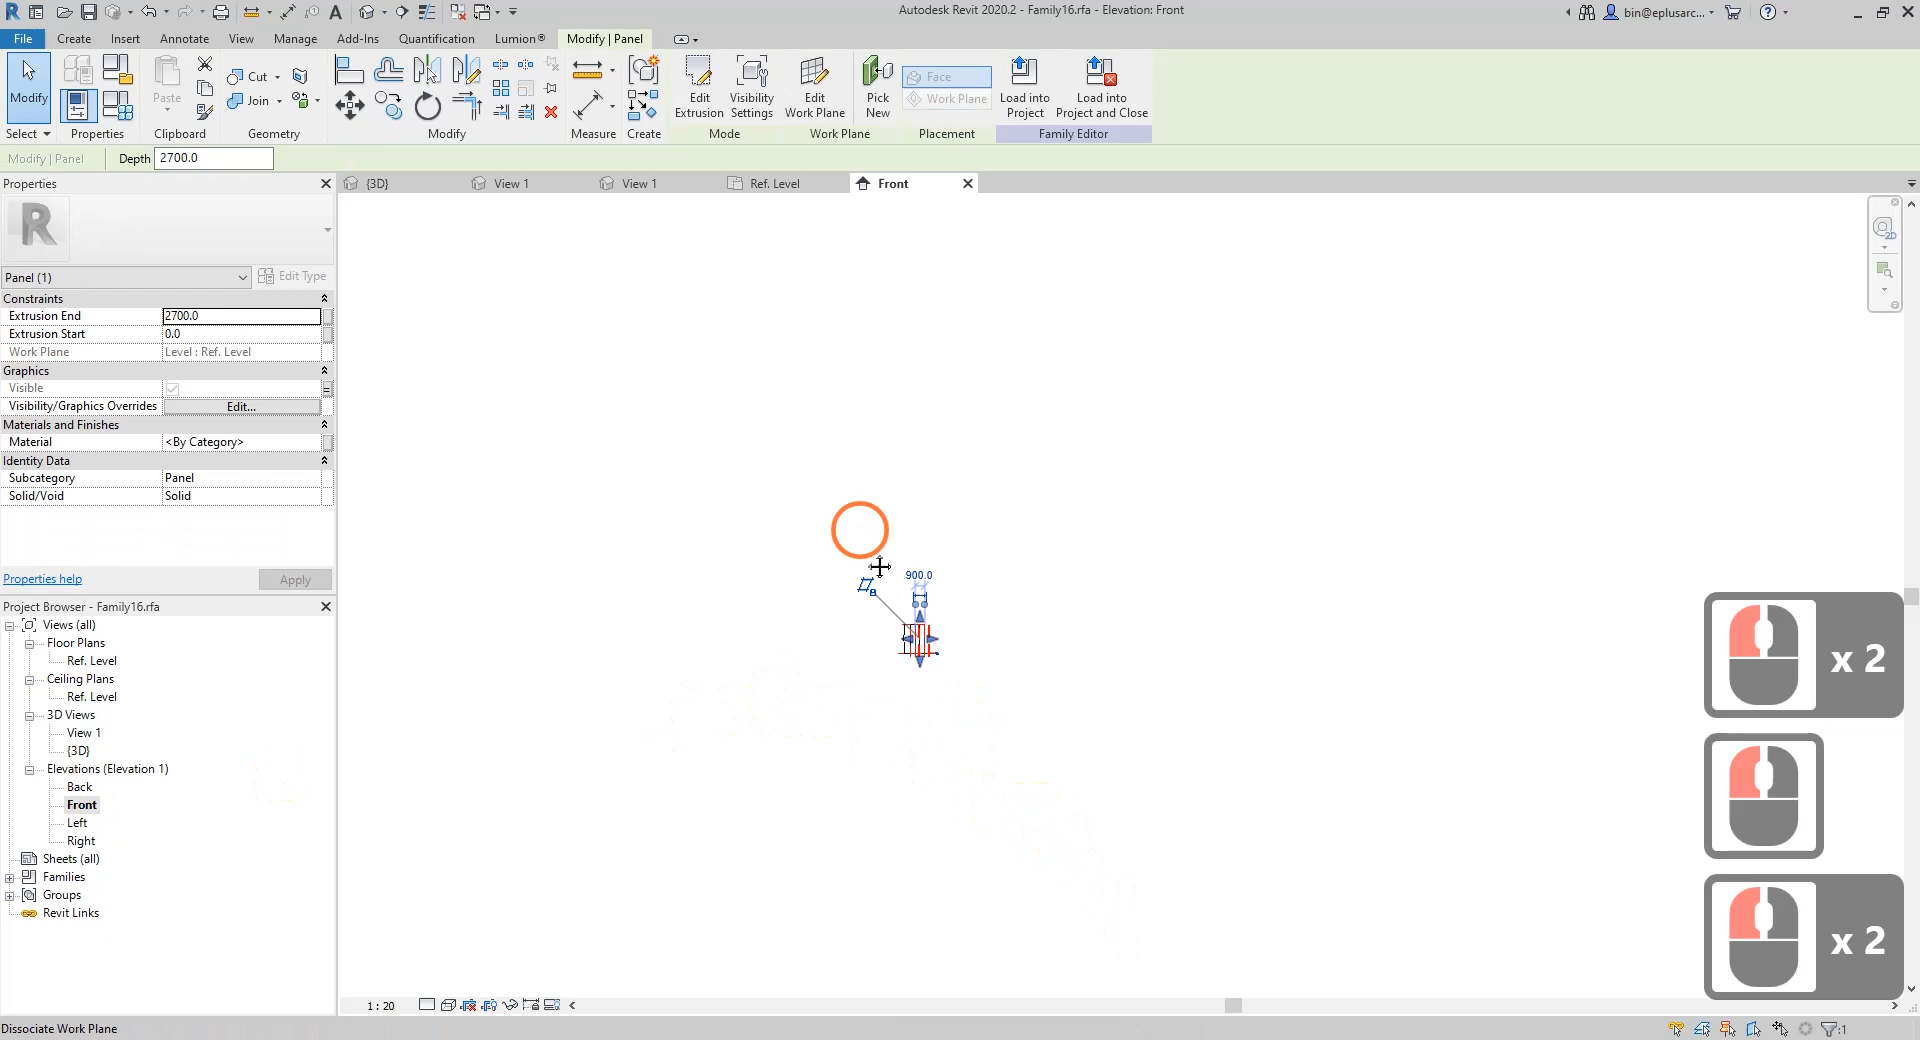 Autodesk Revit 2020.2 - Family16.rfa - Elevation: Front
bin@eplusarc...
File
Create
Insert
Annotate
View
Manage
Add-Ins
Quantification
Lumion®
Modify | Panel
Modify
Paste
Cut
Join
Edit
Extrusion
Visibility
Settings
Edit
Work Plane
Pick
New
Face
Work Plane
Load into
Project
Load into
Project and Close
Select
Properties
Clipboard
Geometry
Modify
Measure
Create
Mode
Work Plane
Placement
Family Editor
Modify | Panel
Depth
2700.0
Properties
{3D}
View 1
View 1
Ref. Level
Front
R
Panel (1)
Edit Type
Constraints
Extrusion End
2700.0
Extrusion Start
0.0
Work Plane
Level : Ref. Level
Graphics
Visible
Visibility/Graphics Overrides
Edit...
Materials and Finishes
Material
<By Category>
Identity Data
Subcategory
Panel
Solid/Void
Solid
Properties help
Apply
900.0
Project Browser - Family16.rfa
Views (all)
Floor Plans
Ref. Level
Ceiling Plans
Ref. Level
3D Views
View 1
{3D}
Elevations (Elevation 1)
Back
Front
Left
Right
Sheets (all)
Families
Groups
Revit Links
x 2
x 2
1 : 20
Dissociate Work Plane
:1